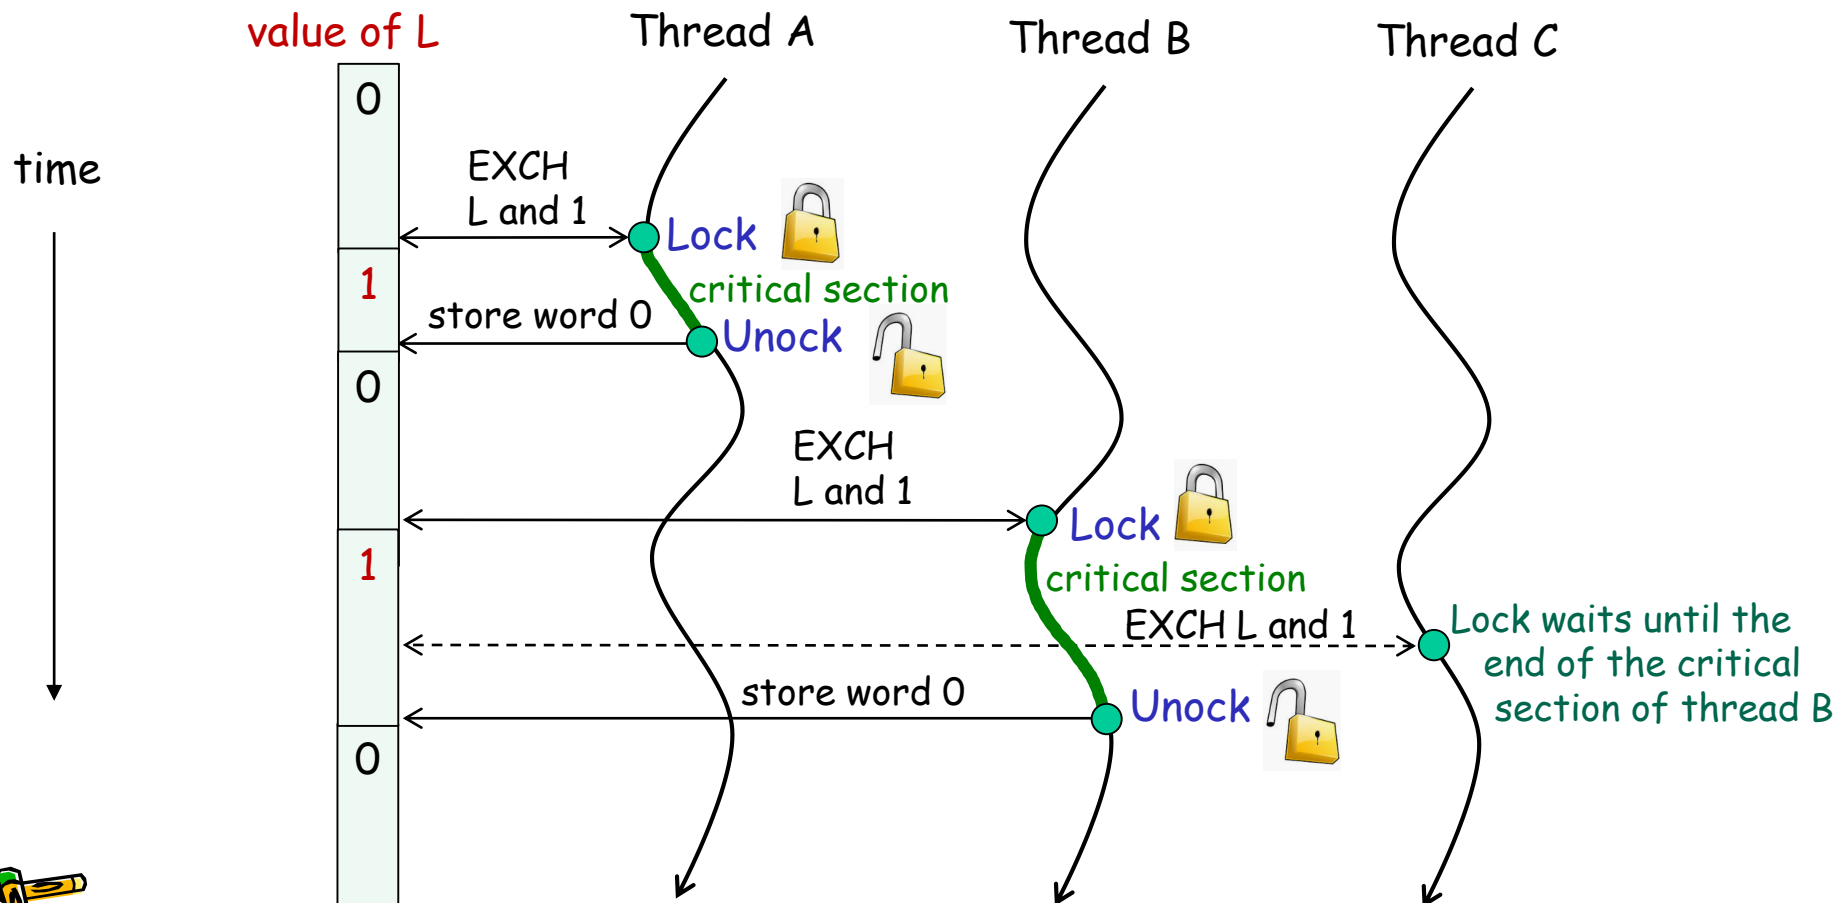 value of L
Thread A
Thread B
Thread C
0
time
EXCH
L and 1
Lock
1
critical section
store word 0
Unock
0
EXCH
L and 1
Lock
1
critical section
EXCH L and 1
Lock waits until the
end of the critical
section of thread B
store word 0
Unock
0